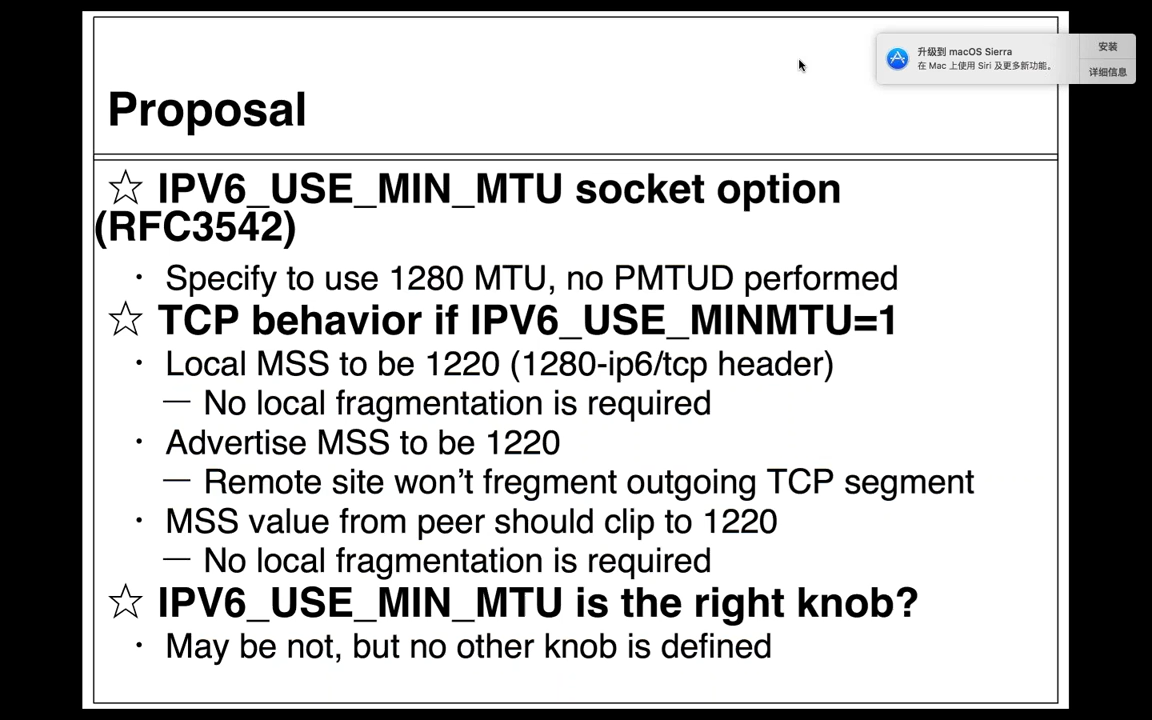 升级到 macOS Sierra
在 Mac 上使用 Siri 及更多新功能。
安装
详细信息
Proposal
☆ IPV6_USE_MIN_MTU socket option
(RFC3542)
・ Specify to use 1280 MTU, no PMTUD performed
☆ TCP behavior if IPV6_USE_MINMTU=1
・ Local MSS to be 1220 (1280-ip6/tcp header)
— No local fragmentation is required
・ Advertise MSS to be 1220
— Remote site won’t fregment outgoing TCP segment
・ MSS value from peer should clip to 1220
— No local fragmentation is required
☆ IPV6_USE_MIN_MTU is the right knob?
・ May be not, but no other knob is defined